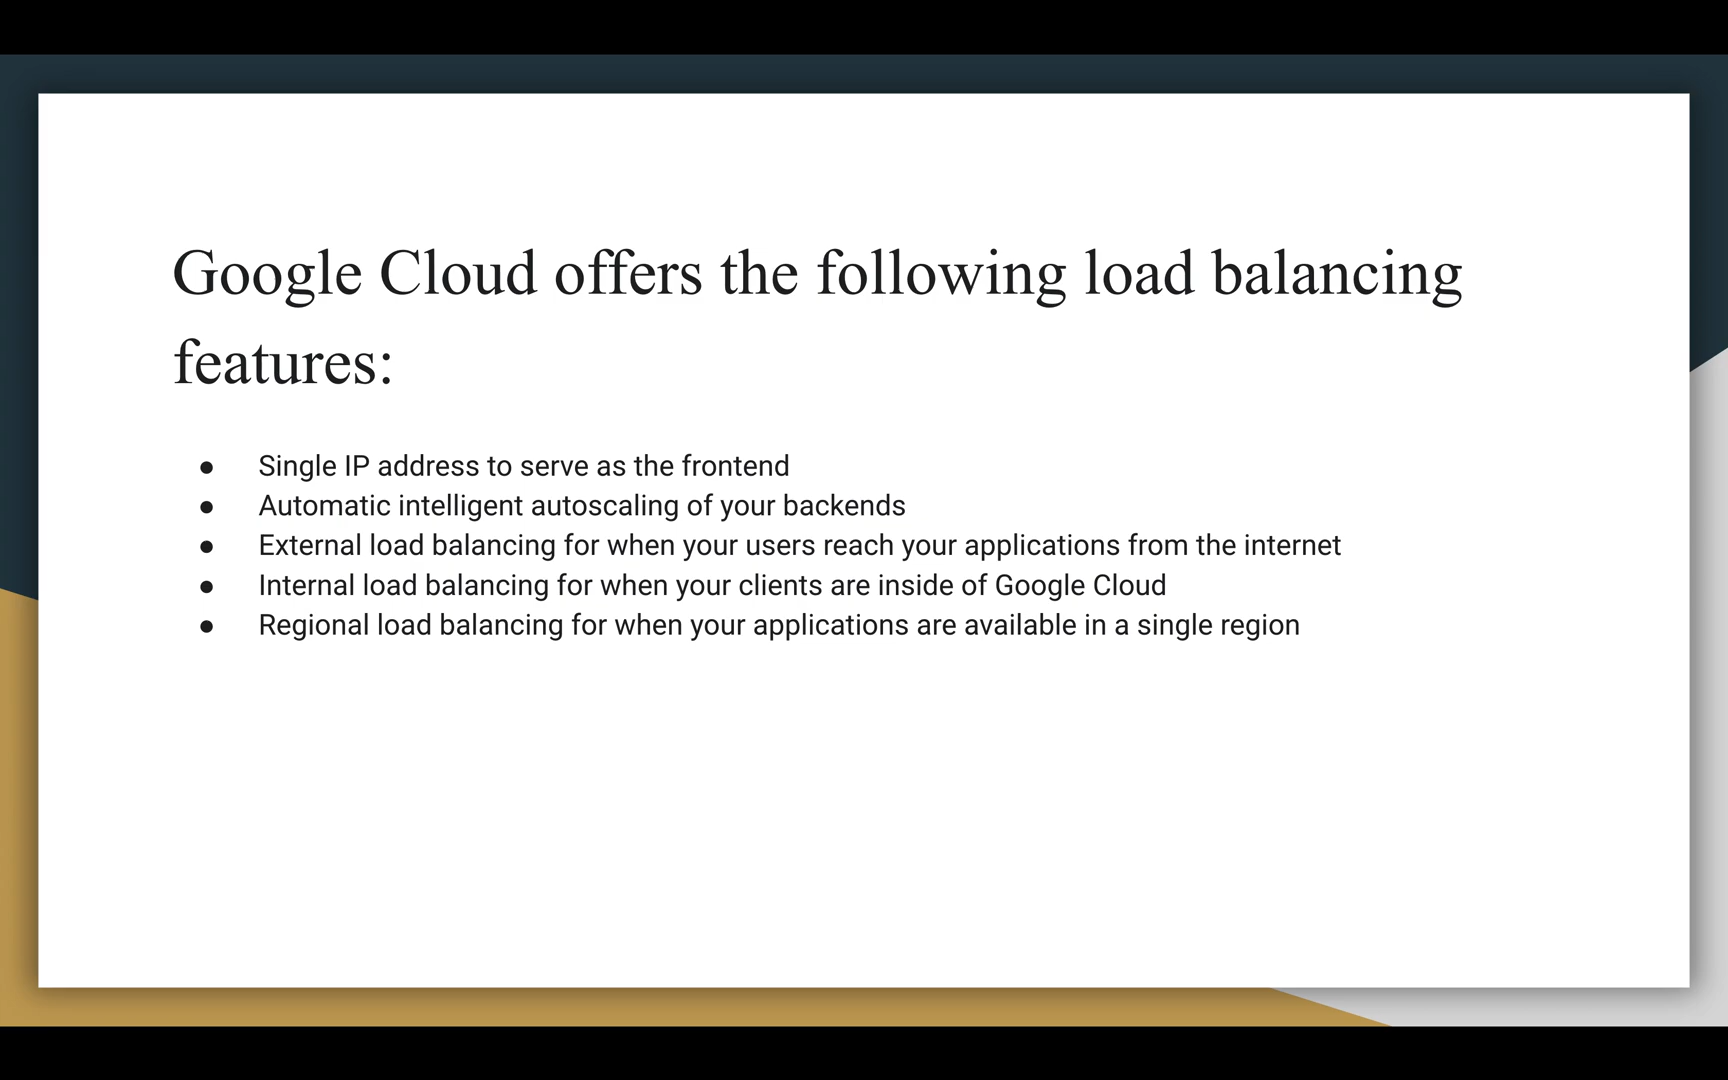 Google Cloud offers the following load balancing
features:
● Single IP address to serve as the frontend
● Automatic intelligent autoscaling of your backends
● External load balancing for when your users reach your applications from the internet
● Internal load balancing for when your clients are inside of Google Cloud
● Regional load balancing for when your applications are available in a single region